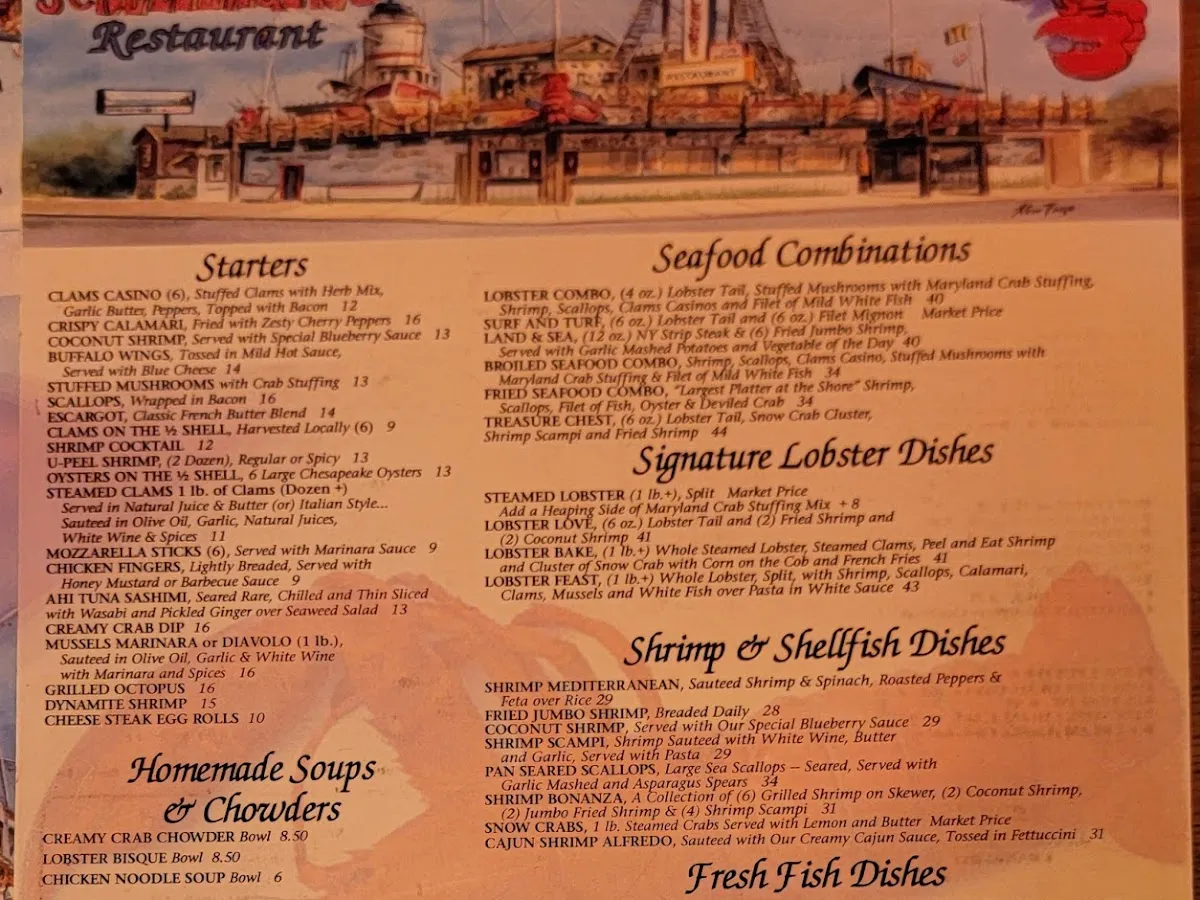 Restaurant
RESTAURANT
Starters
CLAMS CASINO (6), Stuffed Clams with Herb Mix,
Garlic Butter, Peppers, Topped with Bacon 12
CRISPY CALAMARI, Fried with Zesty Cherry Peppers 16
COCONUT SHRIMP, Served with Special Blueberry Sauce 13
BUFFALO WINGS, Tossed in Mild Hot Sauce,
Served with Blue Cheese 14
STUFFED MUSHROOMS with Crab Stuffing 13
SCALLOPS, Wrapped in Bacon 16
ESCARGOT, Classic French Butter Blend 14
CLAMS ON THE ½ SHELL, Harvested Locally (6) 9
SHRIMP COCKTAIL 12
U-PEEL SHRIMP, (2 Dozen), Regular or Spicy 13
OYSTERS ON THE ½ SHELL, 6 Large Chesapeake Oysters 13
STEAMED CLAMS 1 lb. of Clams (Dozen +)
Served in Natural Juice & Butter (or) Italian Style...
Sauteed in Olive Oil, Garlic, Natural Juices,
White Wine & Spices 11
MOZZARELLA STICKS (6), Served with Marinara Sauce 9
CHICKEN FINGERS, Lightly Breaded, Served with
Honey Mustard or Barbecue Sauce 9
AHI TUNA SASHIMI, Seared Rare, Chilled and Thin Sliced
with Wasabi and Pickled Ginger over Seaweed Salad 13
CREAMY CRAB DIP 16
MUSSELS MARINARA or DIAVOLO (1 lb.),
Sauteed in Olive Oil, Garlic & White Wine
with Marinara and Spices 16
GRILLED OCTOPUS 16
DYNAMITE SHRIMP 15
CHEESE STEAK EGG ROLLS 10
Homemade Soups
& Chowders
CREAMY CRAB CHOWDER Bowl 8.50
LOBSTER BISQUE Bowl 8.50
CHICKEN NOODLE SOUP Bowl 6
Seafood Combinations
LOBSTER COMBO, (4 oz.) Lobster Tail, Stuffed Mushrooms with Maryland Crab Stuffing,
Shrimp, Scallops, Clams Casinos and Filet of Mild White Fish 40
SURF AND TURF, (6 oz.) Lobster Tail and (6 oz.) Filet Mignon Market Price
LAND & SEA, (12 oz.) NY Strip Steak & (6) Fried Jumbo Shrimp,
Served with Garlic Mashed Potatoes and Vegetable of the Day 40
BROILED SEAFOOD COMBO, Shrimp, Scallops, Clams Casino, Stuffed Mushrooms with
Maryland Crab Stuffing & Filet of Mild White Fish 34
FRIED SEAFOOD COMBO, "Largest Platter at the Shore" Shrimp,
Scallops, Filet of Fish, Oyster & Deviled Crab 34
TREASURE CHEST, (6 oz.) Lobster Tail, Snow Crab Cluster,
Shrimp Scampi and Fried Shrimp 44
Signature Lobster Dishes
STEAMED LOBSTER (1 lb.+), Split Market Price
Add a Heaping Side of Maryland Crab Stuffing Mix + 8
LOBSTER LOVE, (6 oz.) Lobster Tail and (2) Fried Shrimp and
(2) Coconut Shrimp 41
LOBSTER BAKE, (1 lb.+) Whole Steamed Lobster, Steamed Clams, Peel and Eat Shrimp
and Cluster of Snow Crab with Corn on the Cob and French Fries 41
LOBSTER FEAST, (1 lb.+) Whole Lobster, Split, with Shrimp, Scallops, Calamari,
Clams, Mussels and White Fish over Pasta in White Sauce 43
Shrimp & Shellfish Dishes
SHRIMP MEDITERRANEAN, Sauteed Shrimp & Spinach, Roasted Peppers &
Feta over Rice 29
FRIED JUMBO SHRIMP, Breaded Daily 28
COCONUT SHRIMP, Served with Our Special Blueberry Sauce 29
SHRIMP SCAMPI, Shrimp Sauteed with White Wine, Butter
and Garlic, Served with Pasta 29
PAN SEARED SCALLOPS, Large Sea Scallops – Seared, Served with
Garlic Mashed and Asparagus Spears 34
SHRIMP BONANZA, A Collection of (6) Grilled Shrimp on Skewer, (2) Coconut Shrimp,
(2) Jumbo Fried Shrimp & (4) Shrimp Scampi 31
SNOW CRABS, 1 lb. Steamed Crabs Served with Lemon and Butter Market Price
CAJUN SHRIMP ALFREDO, Sauteed with Our Creamy Cajun Sauce, Tossed in Fettuccini 31
Fresh Fish Dishes